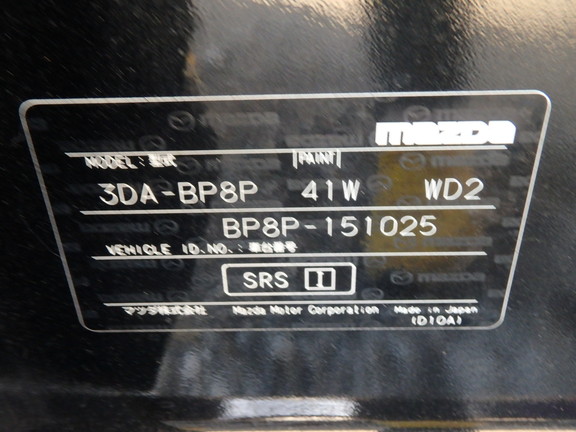 mazda
MODEL:型式 PAINT
3DA-BP8P 41W WD2
BP8P-151025
VEHICLE ID.NO.:車台番号
SRS II
マツダ株式会社 Mazda Motor Corporation Made in Japan
(D10A)